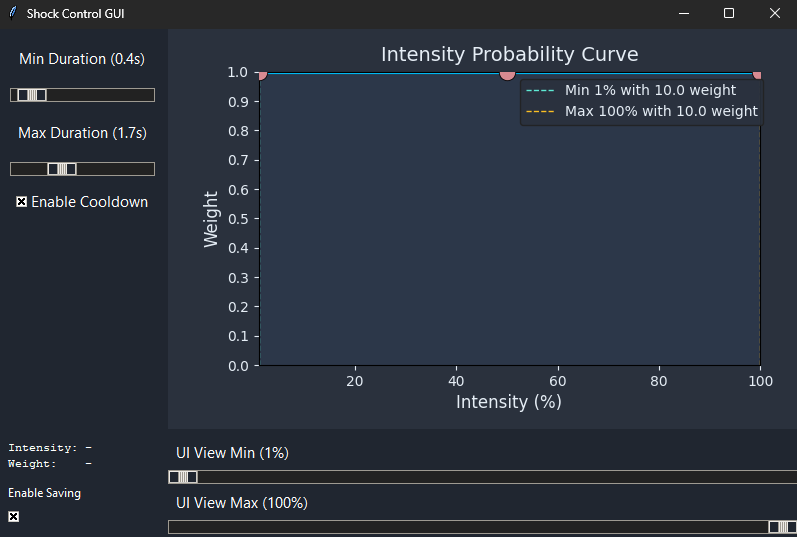 Shock Control GUI
Min Duration (0.4s)
Max Duration (1.7s)
Enable Cooldown
Intensity Probability Curve
Min 1% with 10.0 weight
Max 100% with 10.0 weight
Weight
1.0
0.9
0.8
0.7
0.6
0.5
0.4
0.3
0.2
0.1
0.0
20 40 60 80 100
Intensity (%)
Intensity: -
Weight: -
Enable Saving
UI View Min (1%)
UI View Max (100%)